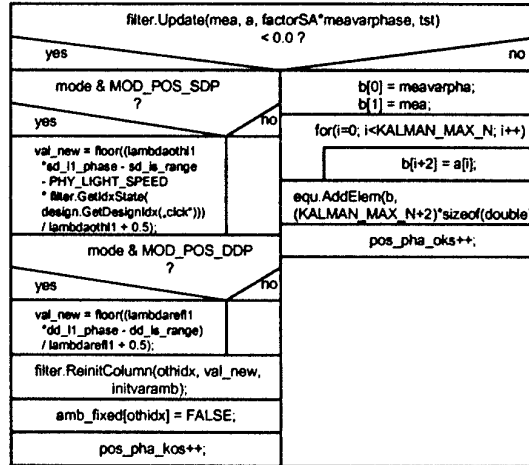 filter.Update(mea, a, factorSA*meavarphase, tst)
< 0.0 ?
yes
no
mode & MOD_POS_SDP
?
yes
no
val_new = floor((lambdaothl1
*sd_l1_phase - sd_is_range
- PHY_LIGHT_SPEED
* filter.GetIdxState(
design.GetDesignIdx(„clck")))
/ lambdaothl1 + 0.5);
mode & MOD_POS_DDP
?
yes
no
val_new = floor((lambdarefl1
*dd_l1_phase - dd_is_range)
/ lambdarefl1 + 0.5);
filter.ReinitColumn(othidx, val_new,
initvaramb);
amb_fixed[othidx] = FALSE;
pos_pha_kos++;
b[0] = meavarpha;
b[1] = mea;
for(i=0; i<KALMAN_MAX_N; i++)
b[i+2] = a[i];
equ.AddElem(b,
(KALMAN_MAX_N+2)*sizeof(double)
pos_pha_oks++;